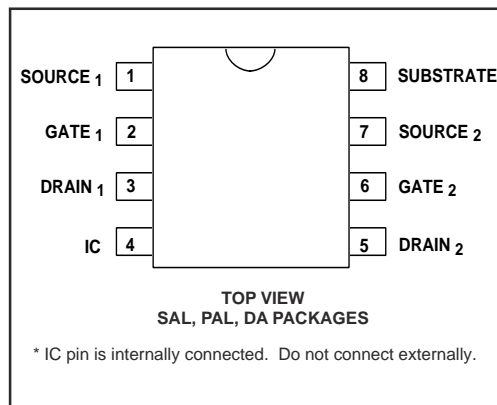 SOURCE 1 1 8 SUBSTRATE
GATE 1 2 7 SOURCE 2
DRAIN 1 3 6 GATE 2
IC 4 5 DRAIN 2
TOP VIEW
SAL, PAL, DA PACKAGES
* IC pin is internally connected. Do not connect externally.